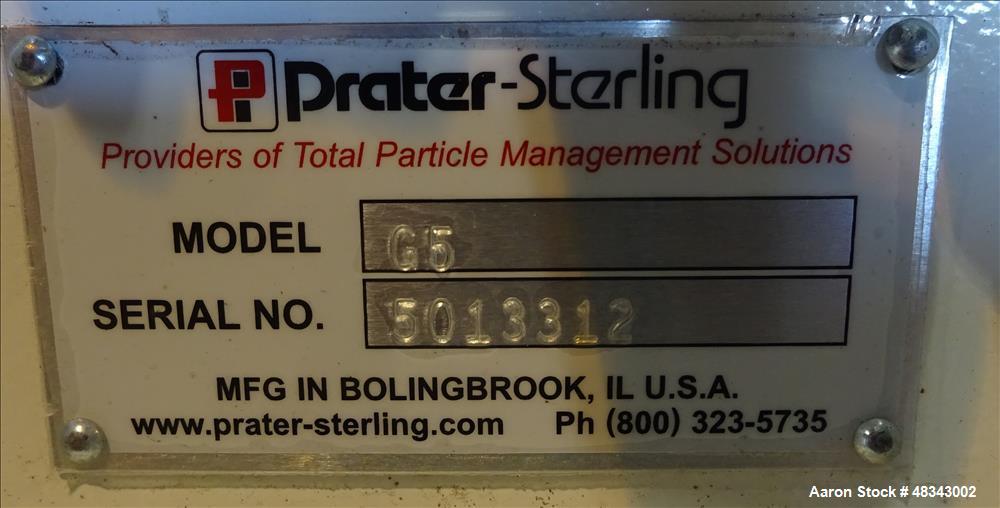 P Prater-Sterling
Providers of Total Particle Management Solutions
MODEL G5
SERIAL NO. 5013312
MFG IN BOLINGBROOK, IL U.S.A.
www.prater-sterling.com Ph (800) 323-5735
Aaron Stock # 48343002